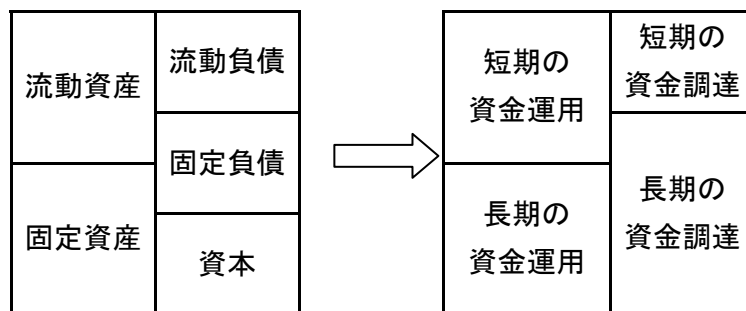 流動資産
流動負債
固定負債
固定資産
資本
短期の
資金運用
短期の
資金調達
長期の
資金運用
長期の
資金調達